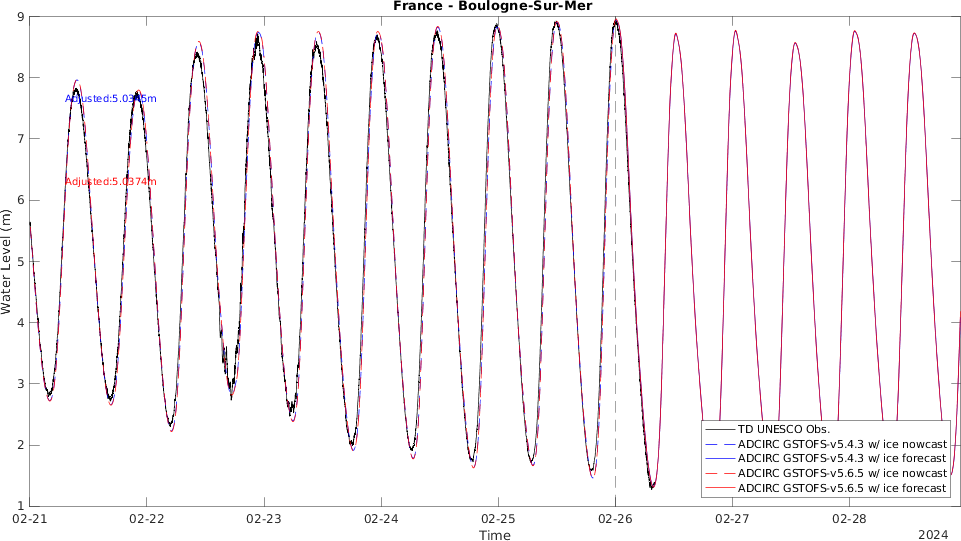 France - Boulogne-Sur-Mer
9
8
7
6
5
4
3
2
1
Water Level (m)
Adjusted:5.0374m
TD UNESCO Obs.
ADCIRC GSTOFS-v5.4.3 w/ ice nowcast
ADCIRC GSTOFS-v5.4.3 w/ ice forecast
ADCIRC GSTOFS-v5.6.5 w/ ice nowcast
ADCIRC GSTOFS-v5.6.5 w/ ice forecast
02-21 02-22 02-23 02-24 02-25 02-26 02-27 02-28
Time
2024